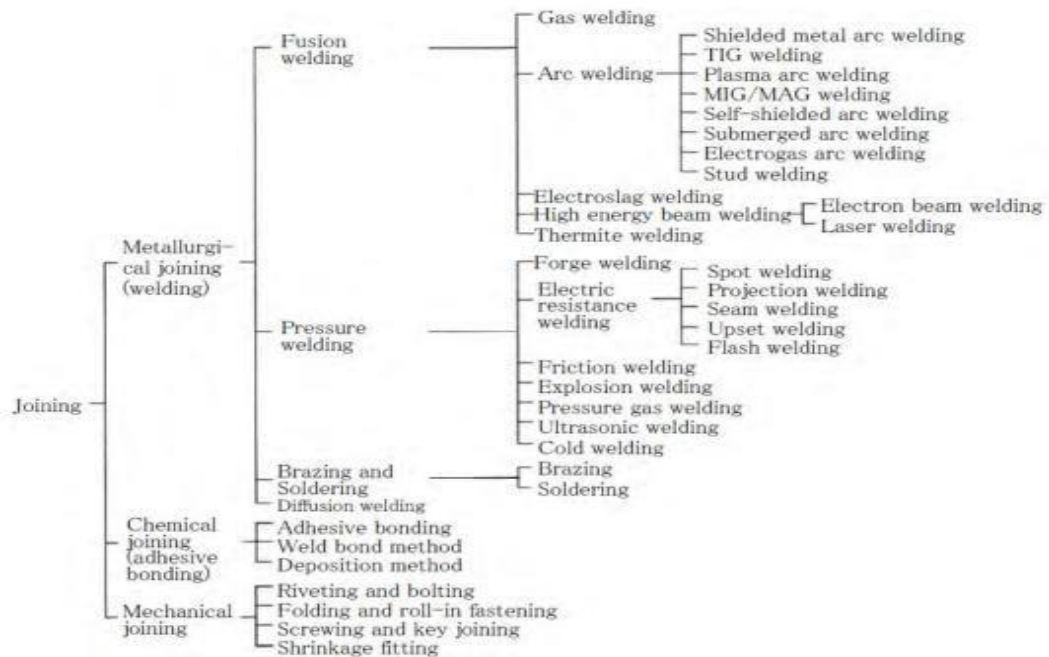 Gas welding
Fusion
welding
Shielded metal arc welding
TIG welding
Arc welding
Plasma arc welding
MIG/MAG welding
Self-shielded arc welding
Submerged arc welding
Electrogas arc welding
Stud welding
Electroslag welding
High energy beam welding
Electron beam welding
Laser welding
Thermite welding
Metallurgi-
cal joining
(welding)
Forge welding
Electric
resistance
welding
Spot welding
Projection welding
Seam welding
Upset welding
Flash welding
Pressure
welding
Friction welding
Explosion welding
Pressure gas welding
Ultrasonic welding
Cold welding
Joining
Brazing and
Soldering
Brazing
Soldering
Diffusion welding
Chemical
joining
(adhesive
bonding)
Adhesive bonding
Weld bond method
Deposition method
Mechanical
joining
Riveting and bolting
Folding and roll-in fastening
Screwing and key joining
Shrinkage fitting